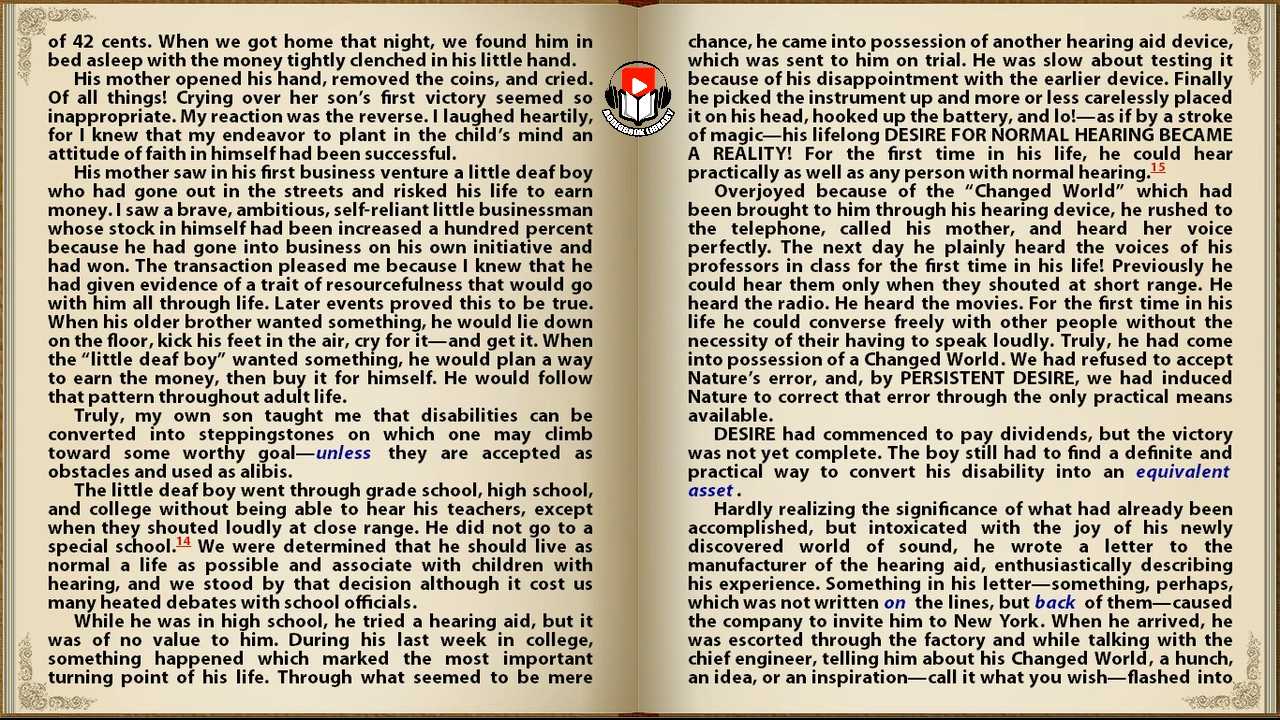 of 42 cents. When we got home that night, we found him in
bed asleep with the money tightly clenched in his little hand.
His mother opened his hand, removed the coins, and cried.
Of all things! Crying over her son's first victory seemed so
inappropriate. My reaction was the reverse. I laughed heartily,
for I knew that my endeavor to plant in the child's mind an
attitude of faith in himself had been successful.
His mother saw in his first business venture a little deaf boy
who had gone out in the streets and risked his life to earn
money. I saw a brave, ambitious, self-reliant little businessman
whose stock in himself had been increased a hundred percent
because he had gone into business on his own initiative and
had won. The transaction pleased me because I knew that he
had given evidence of a trait of resourcefulness that would go
with him all through life. Later events proved this to be true.
When his older brother wanted something, he would lie down
on the floor, kick his feet in the air, cry for it—and get it. When
the “little deaf boy” wanted something, he would plan a way
to earn the money, then buy it for himself. He would follow
that pattern throughout adult life.
Truly, my own son taught me that disabilities can be
converted into steppingstones on which one may climb
toward some worthy goal—unless they are accepted as
obstacles and used as alibis.
The little deaf boy went through grade school, high school,
and college without being able to hear his teachers, except
when they shouted loudly at close range. He did not go to a
special school.14 We were determined that he should live as
normal a life as possible and associate with children with
hearing, and we stood by that decision although it cost us
many heated debates with school officials.
While he was in high school, he tried a hearing aid, but it
was of no value to him. During his last week in college,
something happened which marked the most important
turning point of his life. Through what seemed to be mere
AUDIOBOOK LIBRARY
chance, he came into possession of another hearing aid device,
which was sent to him on trial. He was slow about testing it
because of his disappointment with the earlier device. Finally
he picked the instrument up and more or less carelessly placed
it on his head, hooked up the battery, and lo!—as if by a stroke
of magic—his lifelong DESIRE FOR NORMAL HEARING BECAME
A REALITY! For the first time in his life, he could hear
practically as well as any person with normal hearing.15
Overjoyed because of the “Changed World” which had
been brought to him through his hearing device, he rushed to
the telephone, called his mother, and heard her voice
perfectly. The next day he plainly heard the voices of his
professors in class for the first time in his life! Previously he
could hear them only when they shouted at short range. He
heard the radio. He heard the movies. For the first time in his
life he could converse freely with other people without the
necessity of their having to speak loudly. Truly, he had come
into possession of a Changed World. We had refused to accept
Nature's error, and, by PERSISTENT DESIRE, we had induced
Nature to correct that error through the only practical means
available.
DESIRE had commenced to pay dividends, but the victory
was not yet complete. The boy still had to find a definite and
practical way to convert his disability into an equivalent
asset .
Hardly realizing the significance of what had already been
accomplished, but intoxicated with the joy of his newly
discovered world of sound, he wrote a letter to the
manufacturer of the hearing aid, enthusiastically describing
his experience. Something in his letter—something, perhaps,
which was not written on the lines, but back of them—caused
the company to invite him to New York. When he arrived, he
was escorted through the factory and while talking with the
chief engineer, telling him about his Changed World, a hunch,
an idea, or an inspiration—call it what you wish—flashed into